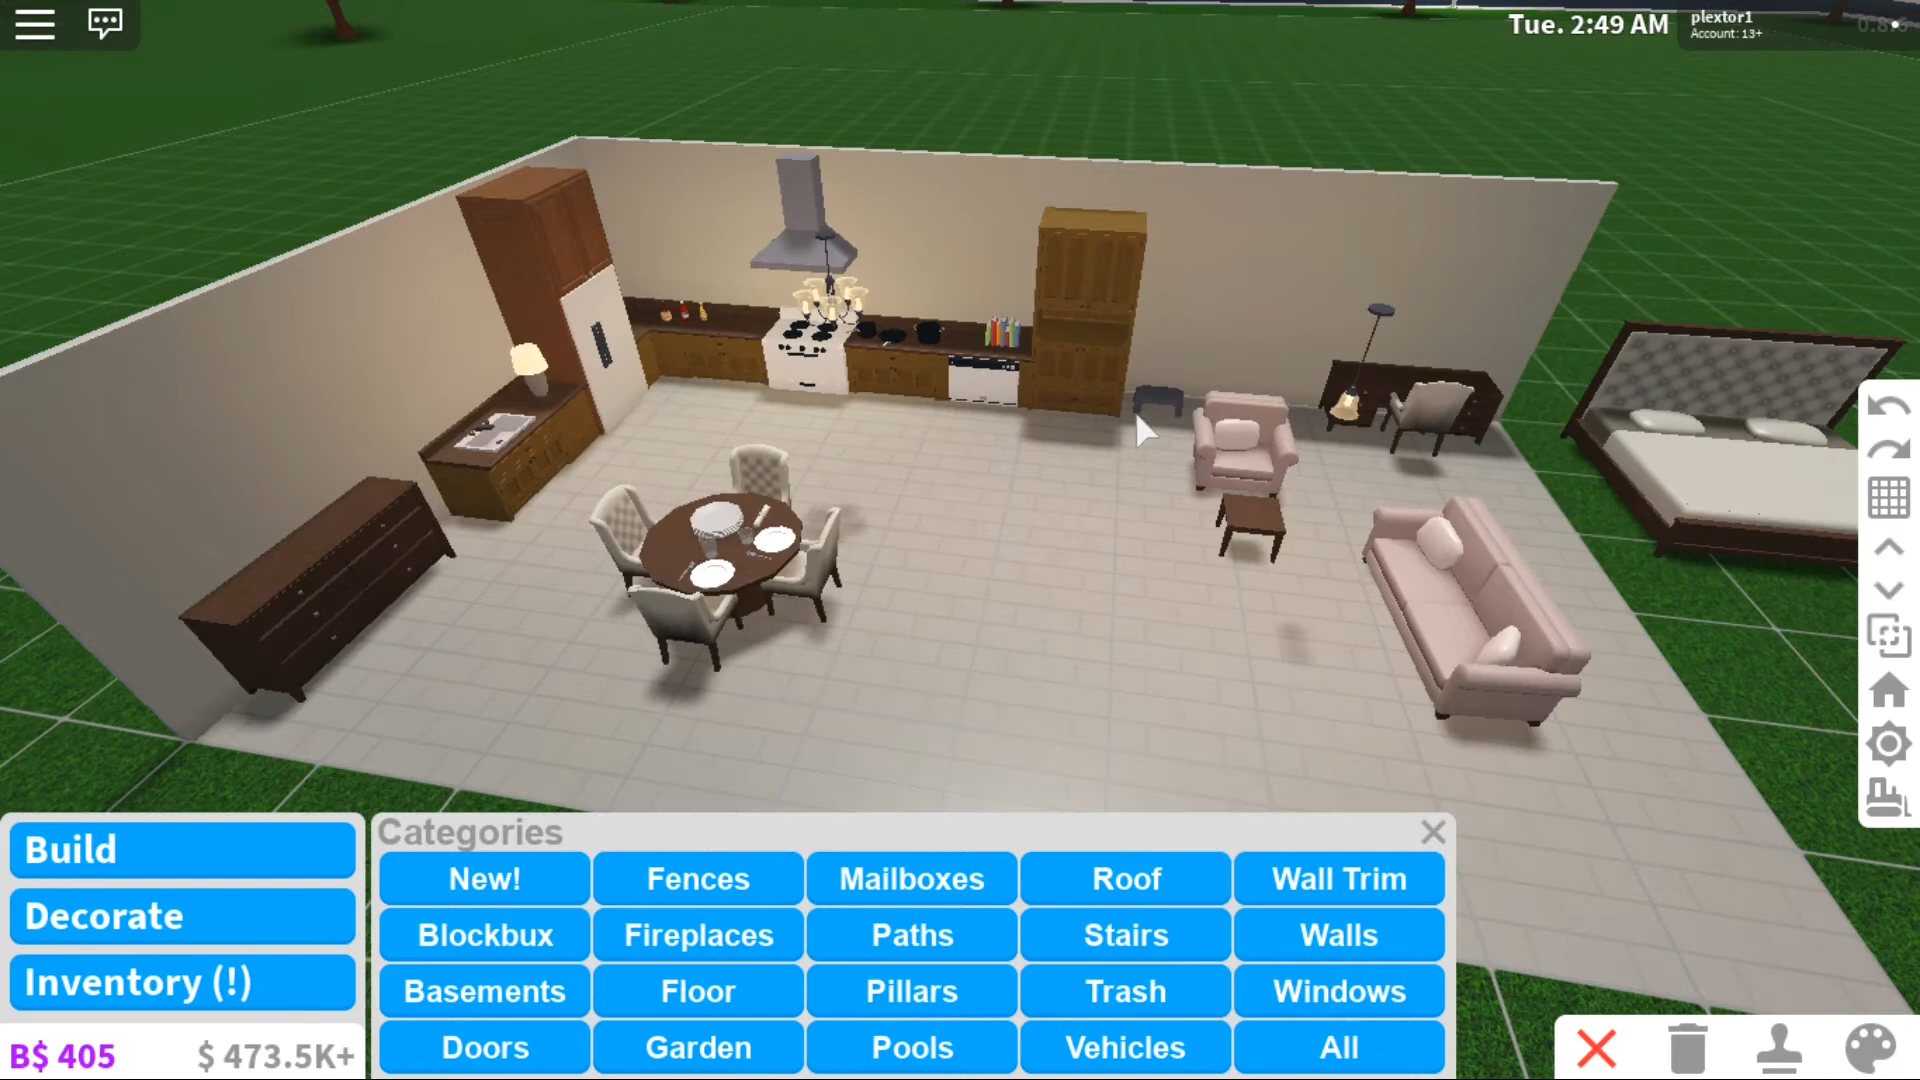 Tue. 2:49 AM
plextor1
Account: 13+
Build
Decorate
Inventory (!)
B$ 405
$ 473.5K+
Categories
New!
Fences
Mailboxes
Roof
Wall Trim
Blockbux
Fireplaces
Paths
Stairs
Walls
Basements
Floor
Pillars
Trash
Windows
Doors
Garden
Pools
Vehicles
All